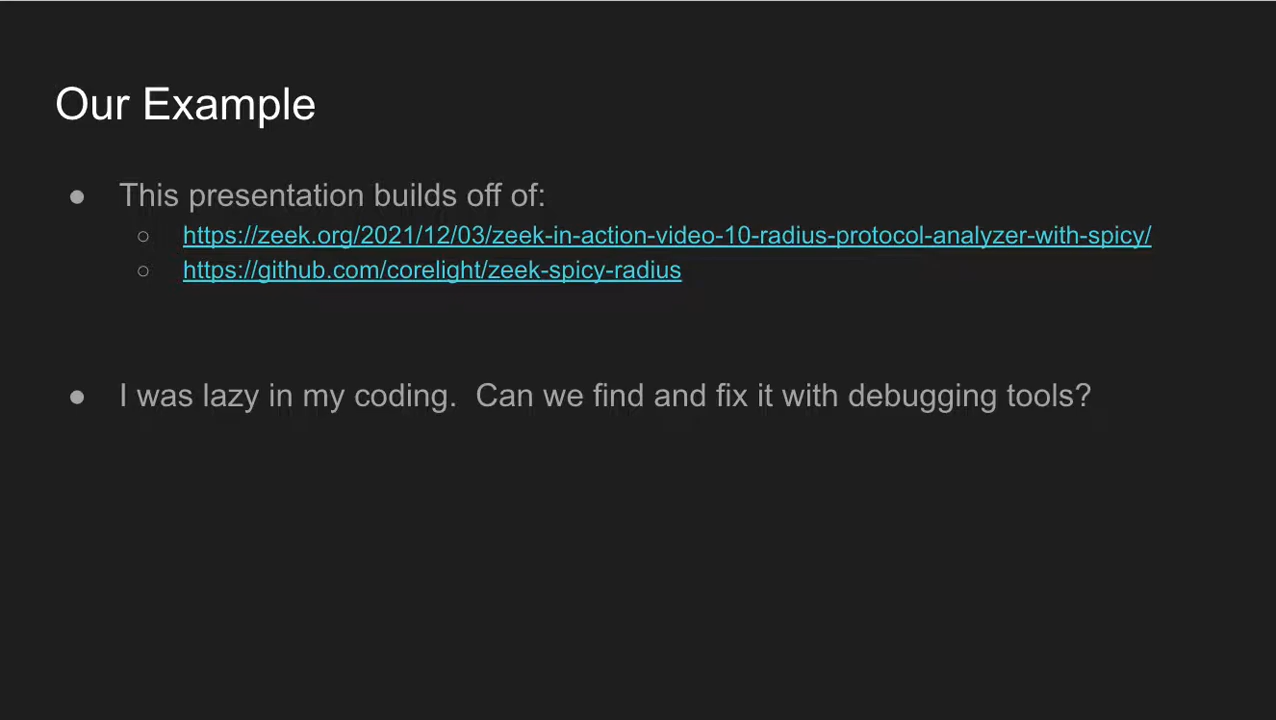 Our Example
● This presentation builds off of:
○ https://zeek.org/2021/12/03/zeek-in-action-video-10-radius-protocol-analyzer-with-spicy/
○ https://github.com/corelight/zeek-spicy-radius
● I was lazy in my coding.  Can we find and fix it with debugging tools?